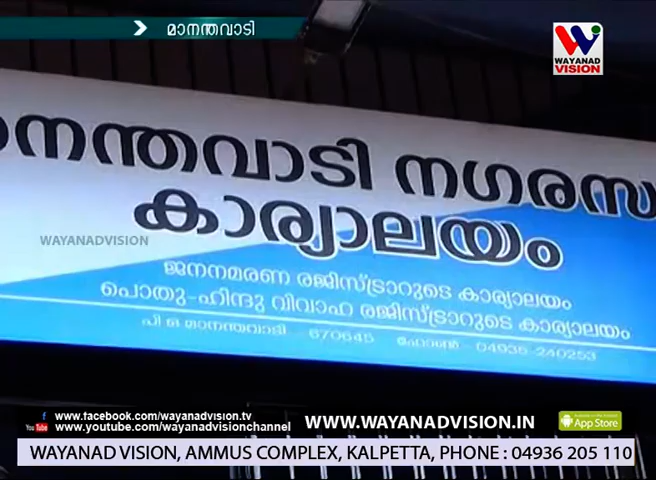 മാനന്തവാടി
WAYANAD
VISION
നന്തവാടി നഗരസ
കാര്യാലയം
WAYANADVISION
ജനനമരണ രജിസ്ട്രാറുടെ കാര്യാലയം
പൊതു-ഹിന്ദു വിവാഹ രജിസ്ട്രാറുടെ കാര്യാലയം
പി ഒ മാനന്തവാടി - 670645 ഫോൺ - 04935-240253
www.facebook.com/wayanadvision.tv
www.youtube.com/wayanadvisionchannel
WWW.WAYANADVISION.IN
App Store
WAYANAD VISION, AMMUS COMPLEX, KALPETTA, PHONE : 04936 205 110